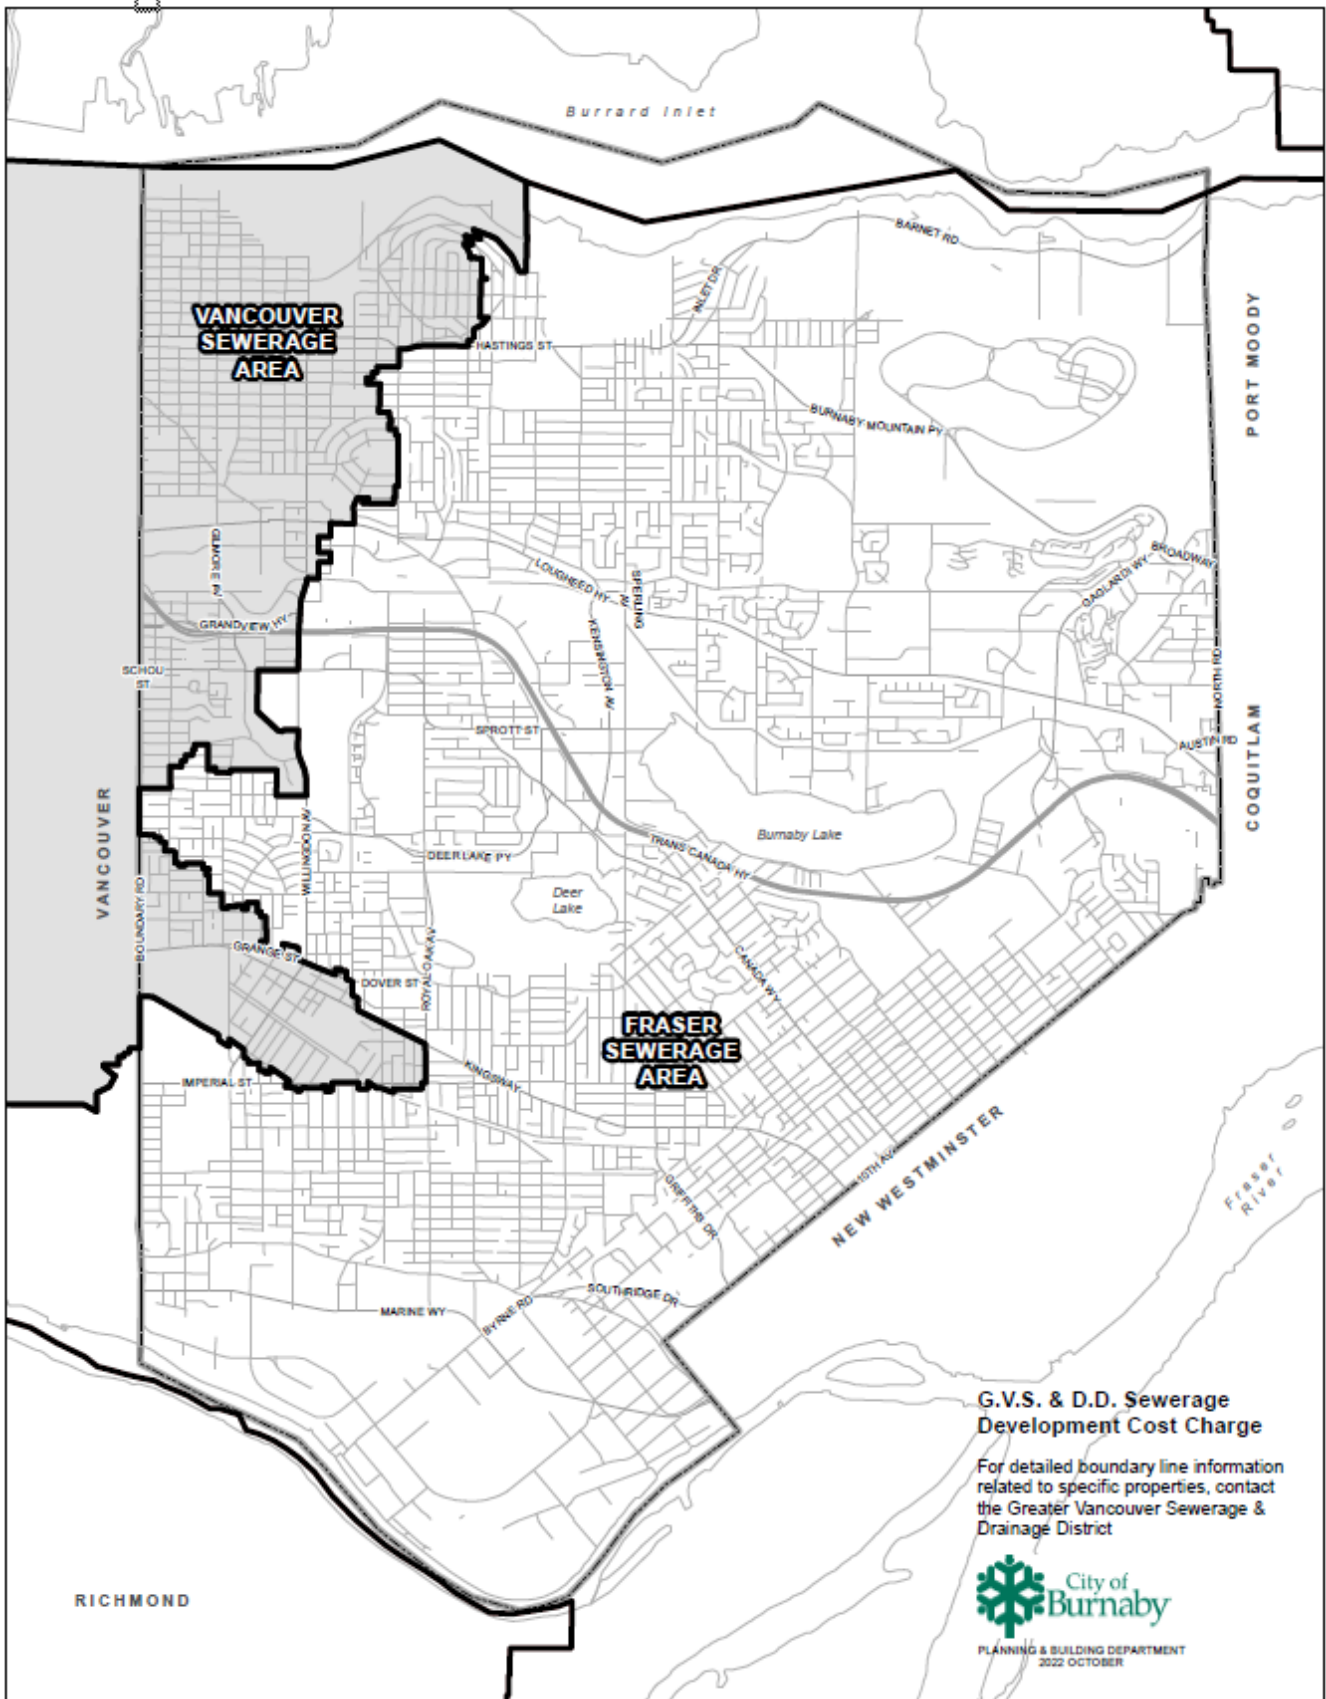 Burrard Inlet
BARNET RD
INLET DR
VANCOUVER
SEWERAGE
AREA
HASTINGS ST
PORT MOODY
BURNABY MOUNTAIN PY
GILMORE AV
LOUGHEED HY
SPERLING
AV
BROADWAY
GAGLARDI WY
GRANDVIEW HY
KENSINGTON AV
SCHOU
ST
NORTH RD
SPROTT ST
AUSTIN RD
COQUITLAM
VANCOUVER
WILLINGDON AV
Burnaby Lake
TRANS CANADA HY
DEER LAKE PY
Deer
Lake
BOUNDARY RD
GRANGE ST
ROYAL OAK AV
DOVER ST
CANADA WY
FRASER
SEWERAGE
AREA
KINGSWAY
IMPERIAL ST
10TH AV
NEW WESTMINSTER
Fraser
River
GRIFFITHS DR
SOUTHRIDGE DR
MARINE WY
BYRNE RD
G.V.S. & D.D. Sewerage
Development Cost Charge
For detailed boundary line information
related to specific properties, contact
the Greater Vancouver Sewerage &
Drainage District
City of
Burnaby
PLANNING & BUILDING DEPARTMENT
2022 OCTOBER
RICHMOND